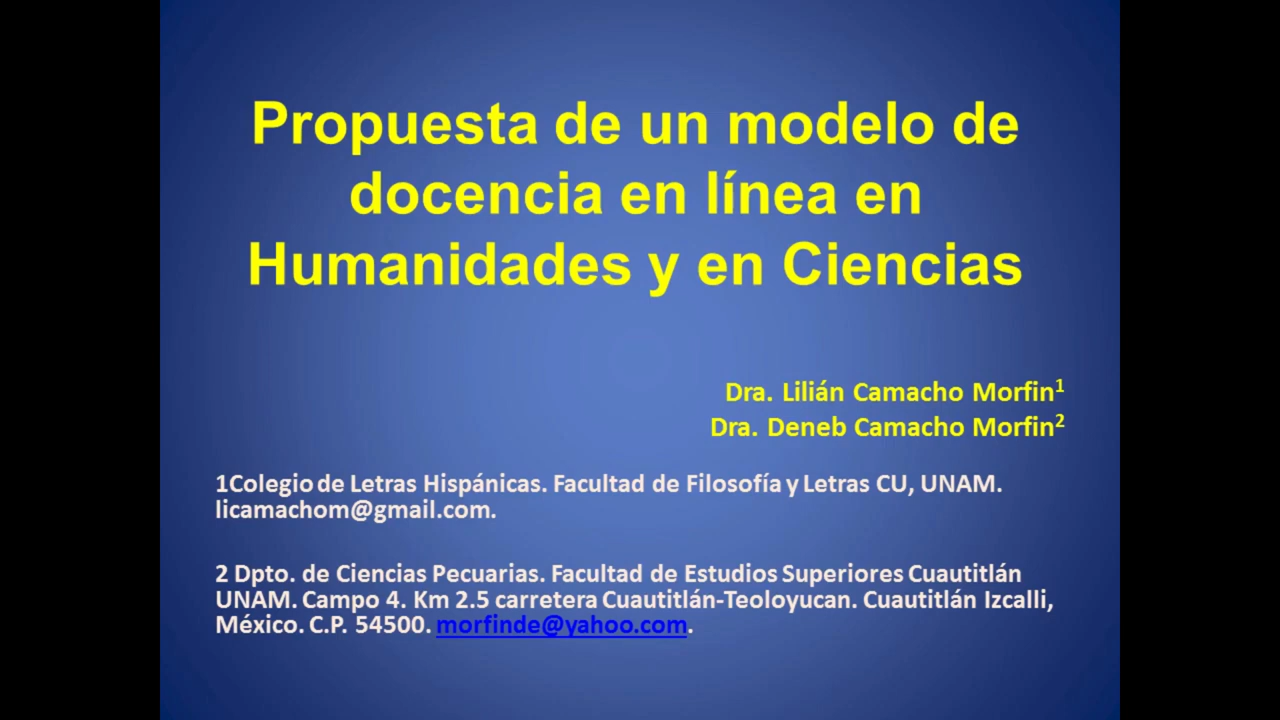 Propuesta de un modelo de
docencia en línea en
Humanidades y en Ciencias
Dra. Lilián Camacho Morfin¹
Dra. Deneb Camacho Morfin²
1Colegio de Letras Hispánicas. Facultad de Filosofía y Letras CU, UNAM.
licamachom@gmail.com.
2 Dpto. de Ciencias Pecuarias. Facultad de Estudios Superiores Cuautitlán
UNAM. Campo 4. Km 2.5 carretera Cuautitlán-Teoloyucan. Cuautitlán Izcalli,
México. C.P. 54500. morfinde@yahoo.com.